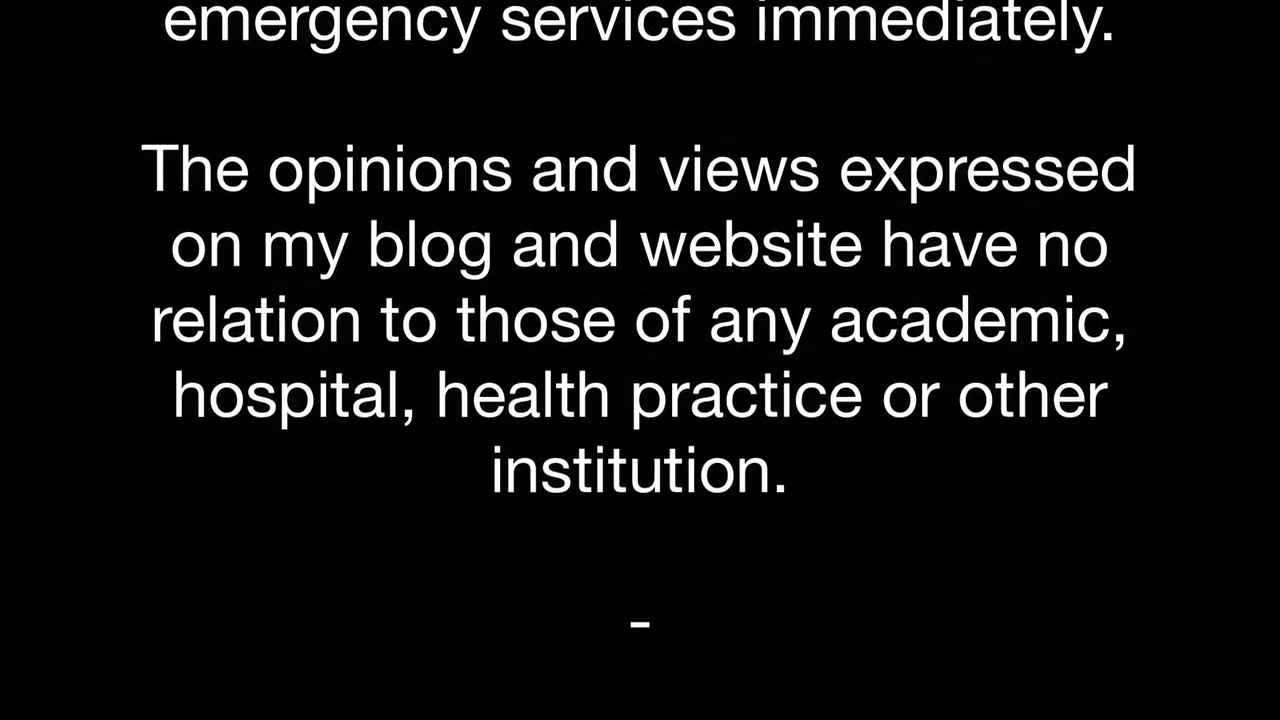 emergency services immediately.
The opinions and views expressed
on my blog and website have no
relation to those of any academic,
hospital, health practice or other
institution.
-